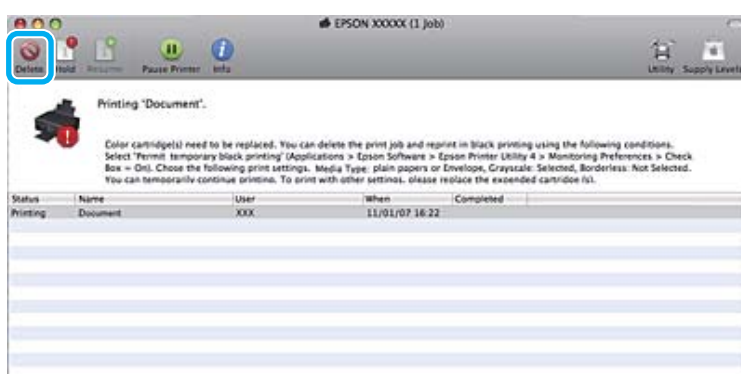 EPSON XXXXX (1 Job)
Delete Hold Resume Pause Printer Info Utility Supply Levels
Printing "Document".
Color cartridge(s) need to be replaced. You can delete the print job and reprint in black printing using the following conditions.
Select "Permit temporary black printing" (Applications > Epson Software > Epson Printer Utility 4 > Monitoring Preferences > Check
Box = On). Chose the following print settings. Media Type: plain papers or Envelope, Grayscale: Selected, Borderless: Not Selected.
You can temporarily continue printing. To print with other settings, please replace the expended cartridge (s).
Status Name User When Completed
Printing Document XXX 11/01/07 16:22